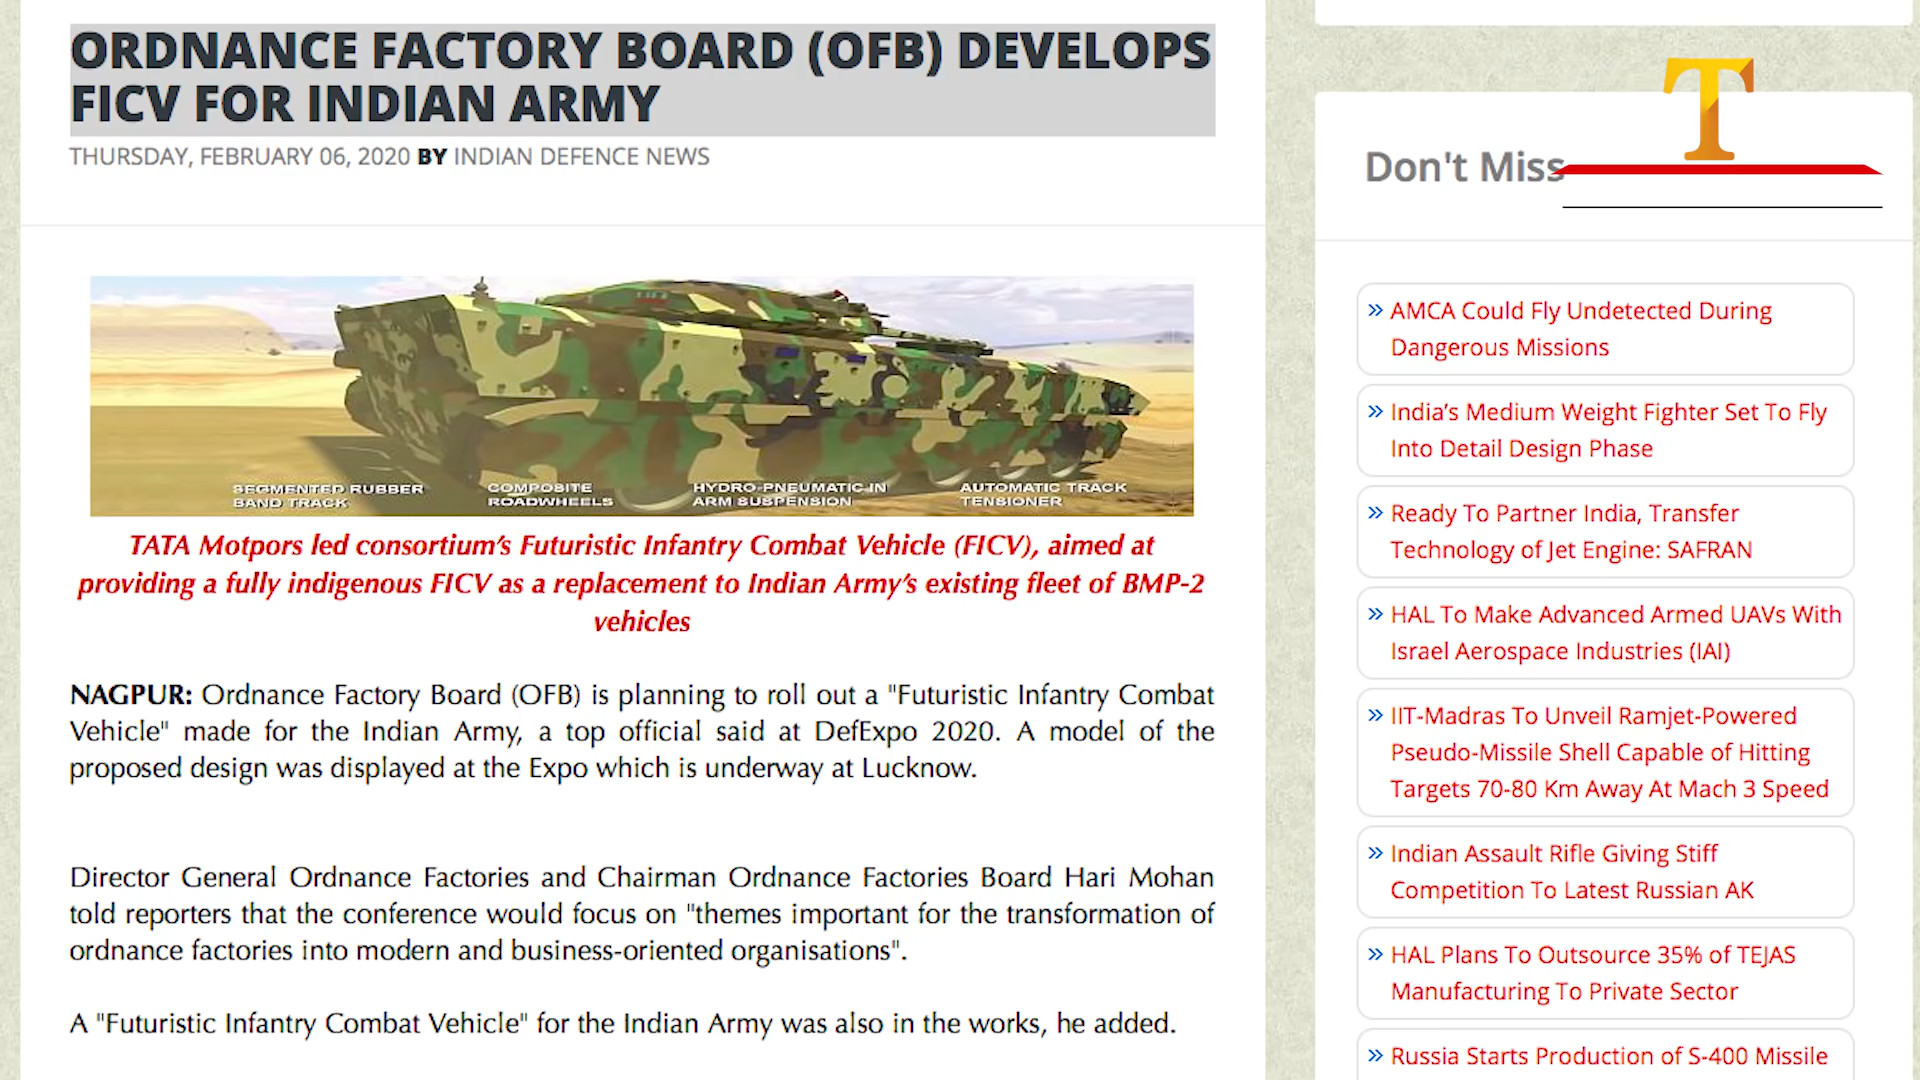 ORDNANCE FACTORY BOARD (OFB) DEVELOPS
FICV FOR INDIAN ARMY
THURSDAY, FEBRUARY 06, 2020 BY INDIAN DEFENCE NEWS
SEGMENTED RUBBER
BAND TRACK
COMPOSITE
ROADWHEELS
HYDRO-PNEUMATIC IN
ARM SUSPENSION
AUTOMATIC TRACK
TENSIONER
TATA Motpors led consortium's Futuristic Infantry Combat Vehicle (FICV), aimed at
providing a fully indigenous FICV as a replacement to Indian Army's existing fleet of BMP-2
vehicles
NAGPUR: Ordnance Factory Board (OFB) is planning to roll out a "Futuristic Infantry Combat
Vehicle" made for the Indian Army, a top official said at DefExpo 2020. A model of the
proposed design was displayed at the Expo which is underway at Lucknow.
Director General Ordnance Factories and Chairman Ordnance Factories Board Hari Mohan
told reporters that the conference would focus on "themes important for the transformation of
ordnance factories into modern and business-oriented organisations".
A "Futuristic Infantry Combat Vehicle" for the Indian Army was also in the works, he added.
T
Don't Miss
» AMCA Could Fly Undetected During
Dangerous Missions
» India's Medium Weight Fighter Set To Fly
Into Detail Design Phase
» Ready To Partner India, Transfer
Technology of Jet Engine: SAFRAN
» HAL To Make Advanced Armed UAVs With
Israel Aerospace Industries (IAI)
» IIT-Madras To Unveil Ramjet-Powered
Pseudo-Missile Shell Capable of Hitting
Targets 70-80 Km Away At Mach 3 Speed
» Indian Assault Rifle Giving Stiff
Competition To Latest Russian AK
» HAL Plans To Outsource 35% of TEJAS
Manufacturing To Private Sector
» Russia Starts Production of S-400 Missile